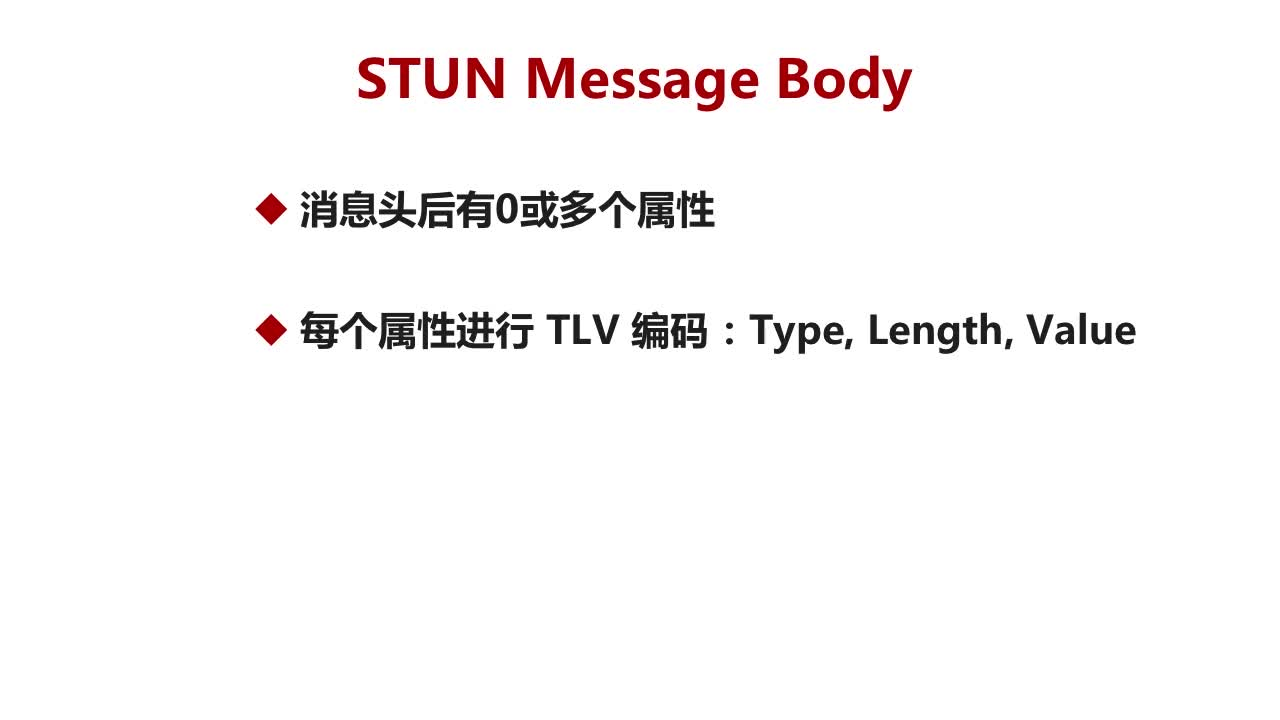 STUN Message Body
◆ 消息头后有0或多个属性
◆ 每个属性进行 TLV 编码：Type, Length, Value